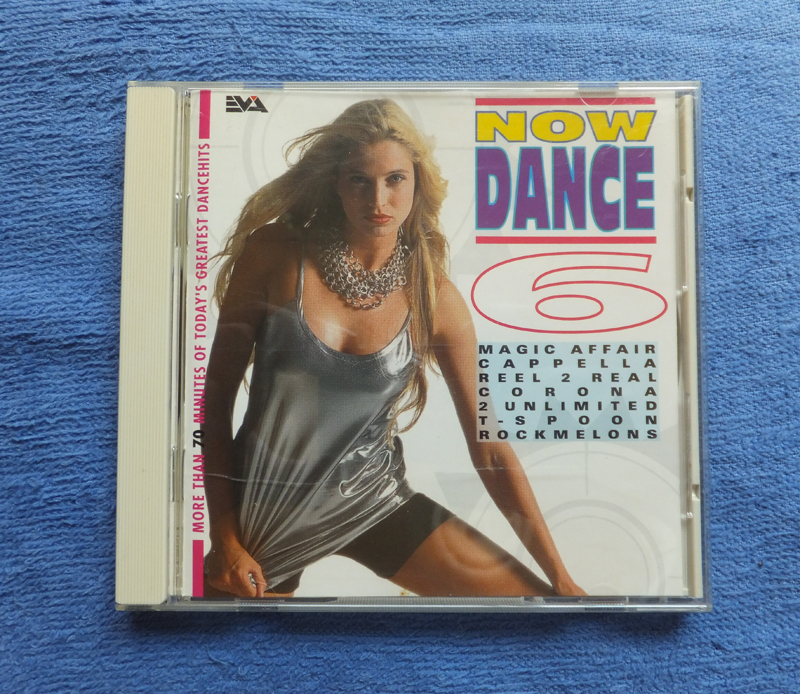 EVA
MORE THAN 70 MINUTES OF TODAY'S GREATEST DANCEHITS
NOW
DANCE
6
MAGIC AFFAIR
CAPPELLA
REEL 2 REAL
CORONA
2 UNLIMITED
T-SPOON
ROCKMELONS